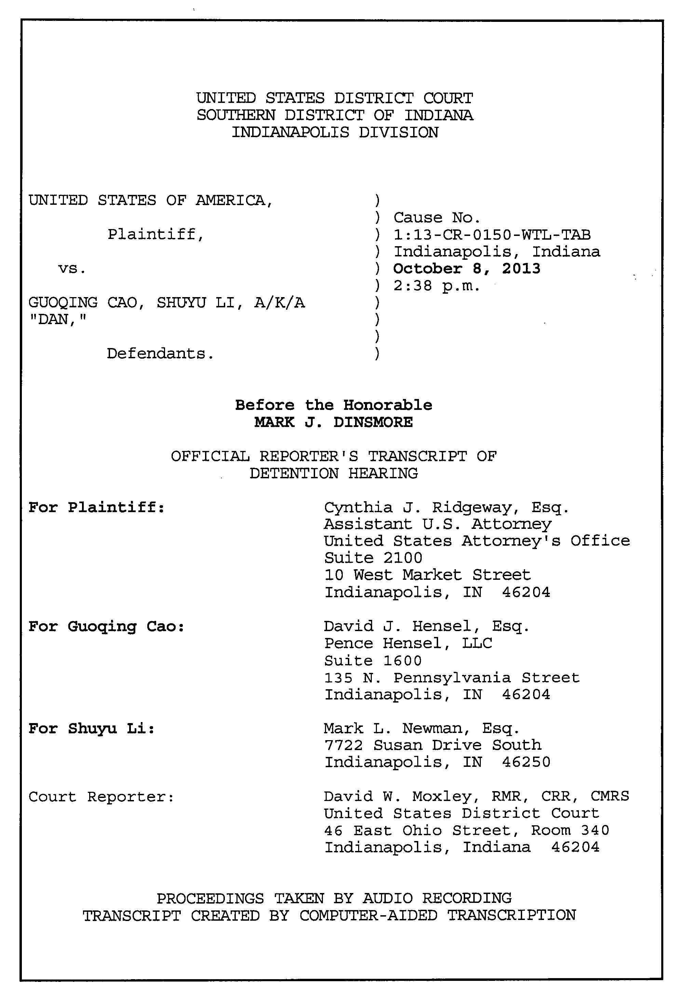 UNITED STATES DISTRICT COURT
SOUTHERN DISTRICT OF INDIANA
INDIANAPOLIS DIVISION
UNITED STATES OF AMERICA, )
) Cause No.
Plaintiff, ) 1:13-CR-0150-WTL-TAB
) Indianapolis, Indiana
vs. ) October 8, 2013
) 2:38 p.m.
GUOQING CAO, SHUYU LI, A/K/A )
"DAN," )
)
Defendants. )
Before the Honorable
MARK J. DINSMORE
OFFICIAL REPORTER'S TRANSCRIPT OF
DETENTION HEARING
For Plaintiff: Cynthia J. Ridgeway, Esq.
Assistant U.S. Attorney
United States Attorney's Office
Suite 2100
10 West Market Street
Indianapolis, IN 46204
For Guoqing Cao: David J. Hensel, Esq.
Pence Hensel, LLC
Suite 1600
135 N. Pennsylvania Street
Indianapolis, IN 46204
For Shuyu Li: Mark L. Newman, Esq.
7722 Susan Drive South
Indianapolis, IN 46250
Court Reporter: David W. Moxley, RMR, CRR, CMRS
United States District Court
46 East Ohio Street, Room 340
Indianapolis, Indiana 46204
PROCEEDINGS TAKEN BY AUDIO RECORDING
TRANSCRIPT CREATED BY COMPUTER-AIDED TRANSCRIPTION